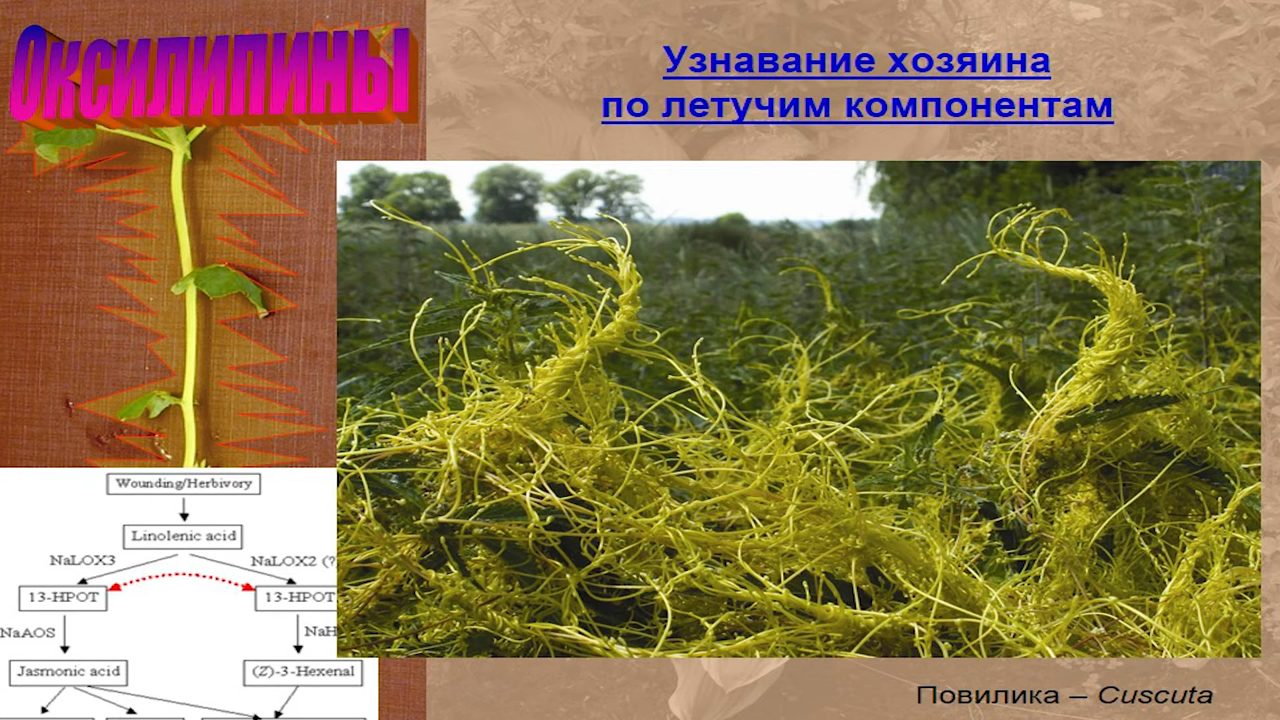 Оксилипины
Узнавание хозяина
по летучим компонентам
Wounding/Herbivory
Linolenic acid
NaLOX3
NaLOX2 (?
13-HPOT
13-HPOT
NaAOS
NaH
Jasmonic acid
(Z)-3-Hexenal
Повилика – Cuscuta